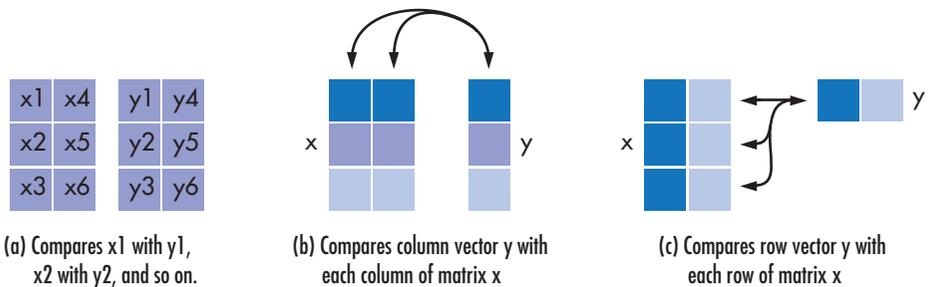 x1 x4 y1 y4
x2 x5 y2 y5
x3 x6 y3 y6
x y
x y
(a) Compares x1 with y1,
x2 with y2, and so on.
(b) Compares column vector y with
each column of matrix x
(c) Compares row vector y with
each row of matrix x